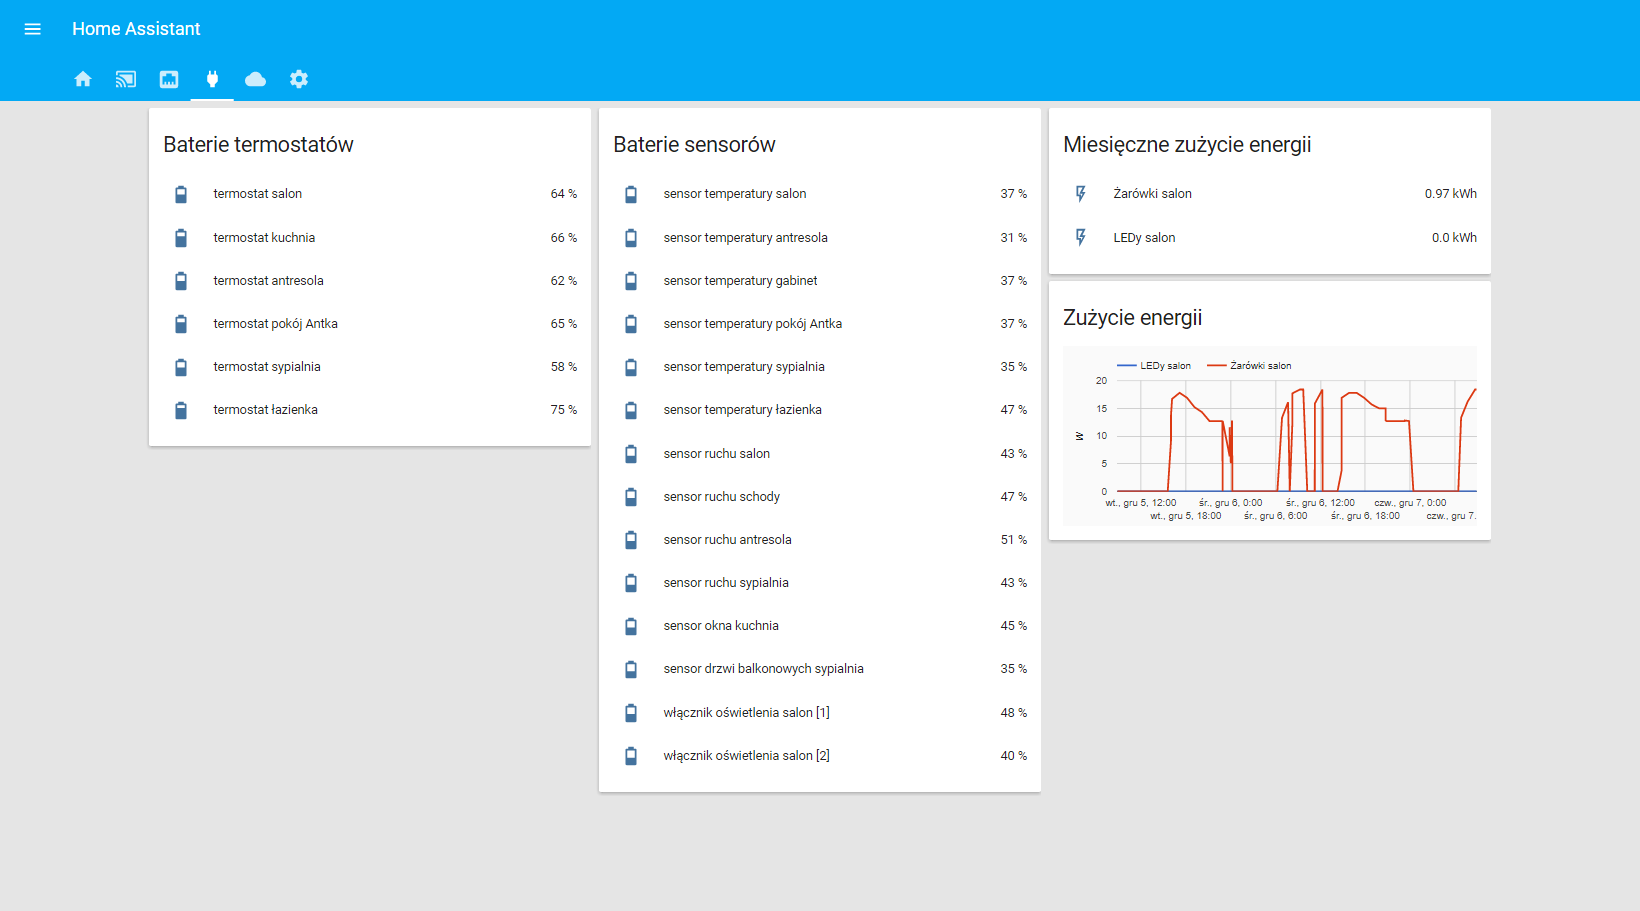 Home Assistant
Baterie termostatów
termostat salon 64 %
termostat kuchnia 66 %
termostat antresola 62 %
termostat pokój Antka 65 %
termostat sypialnia 58 %
termostat łazienka 75 %
Baterie sensorów
sensor temperatury salon 37 %
sensor temperatury antresola 31 %
sensor temperatury gabinet 37 %
sensor temperatury pokój Antka 37 %
sensor temperatury sypialnia 35 %
sensor temperatury łazienka 47 %
sensor ruchu salon 43 %
sensor ruchu schody 47 %
sensor ruchu antresola 51 %
sensor ruchu sypialnia 43 %
sensor okna kuchnia 45 %
sensor drzwi balkonowych sypialnia 35 %
włącznik oświetlenia salon [1] 48 %
włącznik oświetlenia salon [2] 40 %
Miesięczne zużycie energii
Żarówki salon 0.97 kWh
LEDy salon 0.0 kWh
Zużycie energii
LEDy salon Żarówki salon
20
15
W
10
5
0
wt., gru 5, 12:00 śr., gru 6, 0:00 śr., gru 6, 12:00 czw., gru 7, 0:00
wt., gru 5, 18:00 śr., gru 6, 6:00 śr., gru 6, 18:00 czw., gru 7.